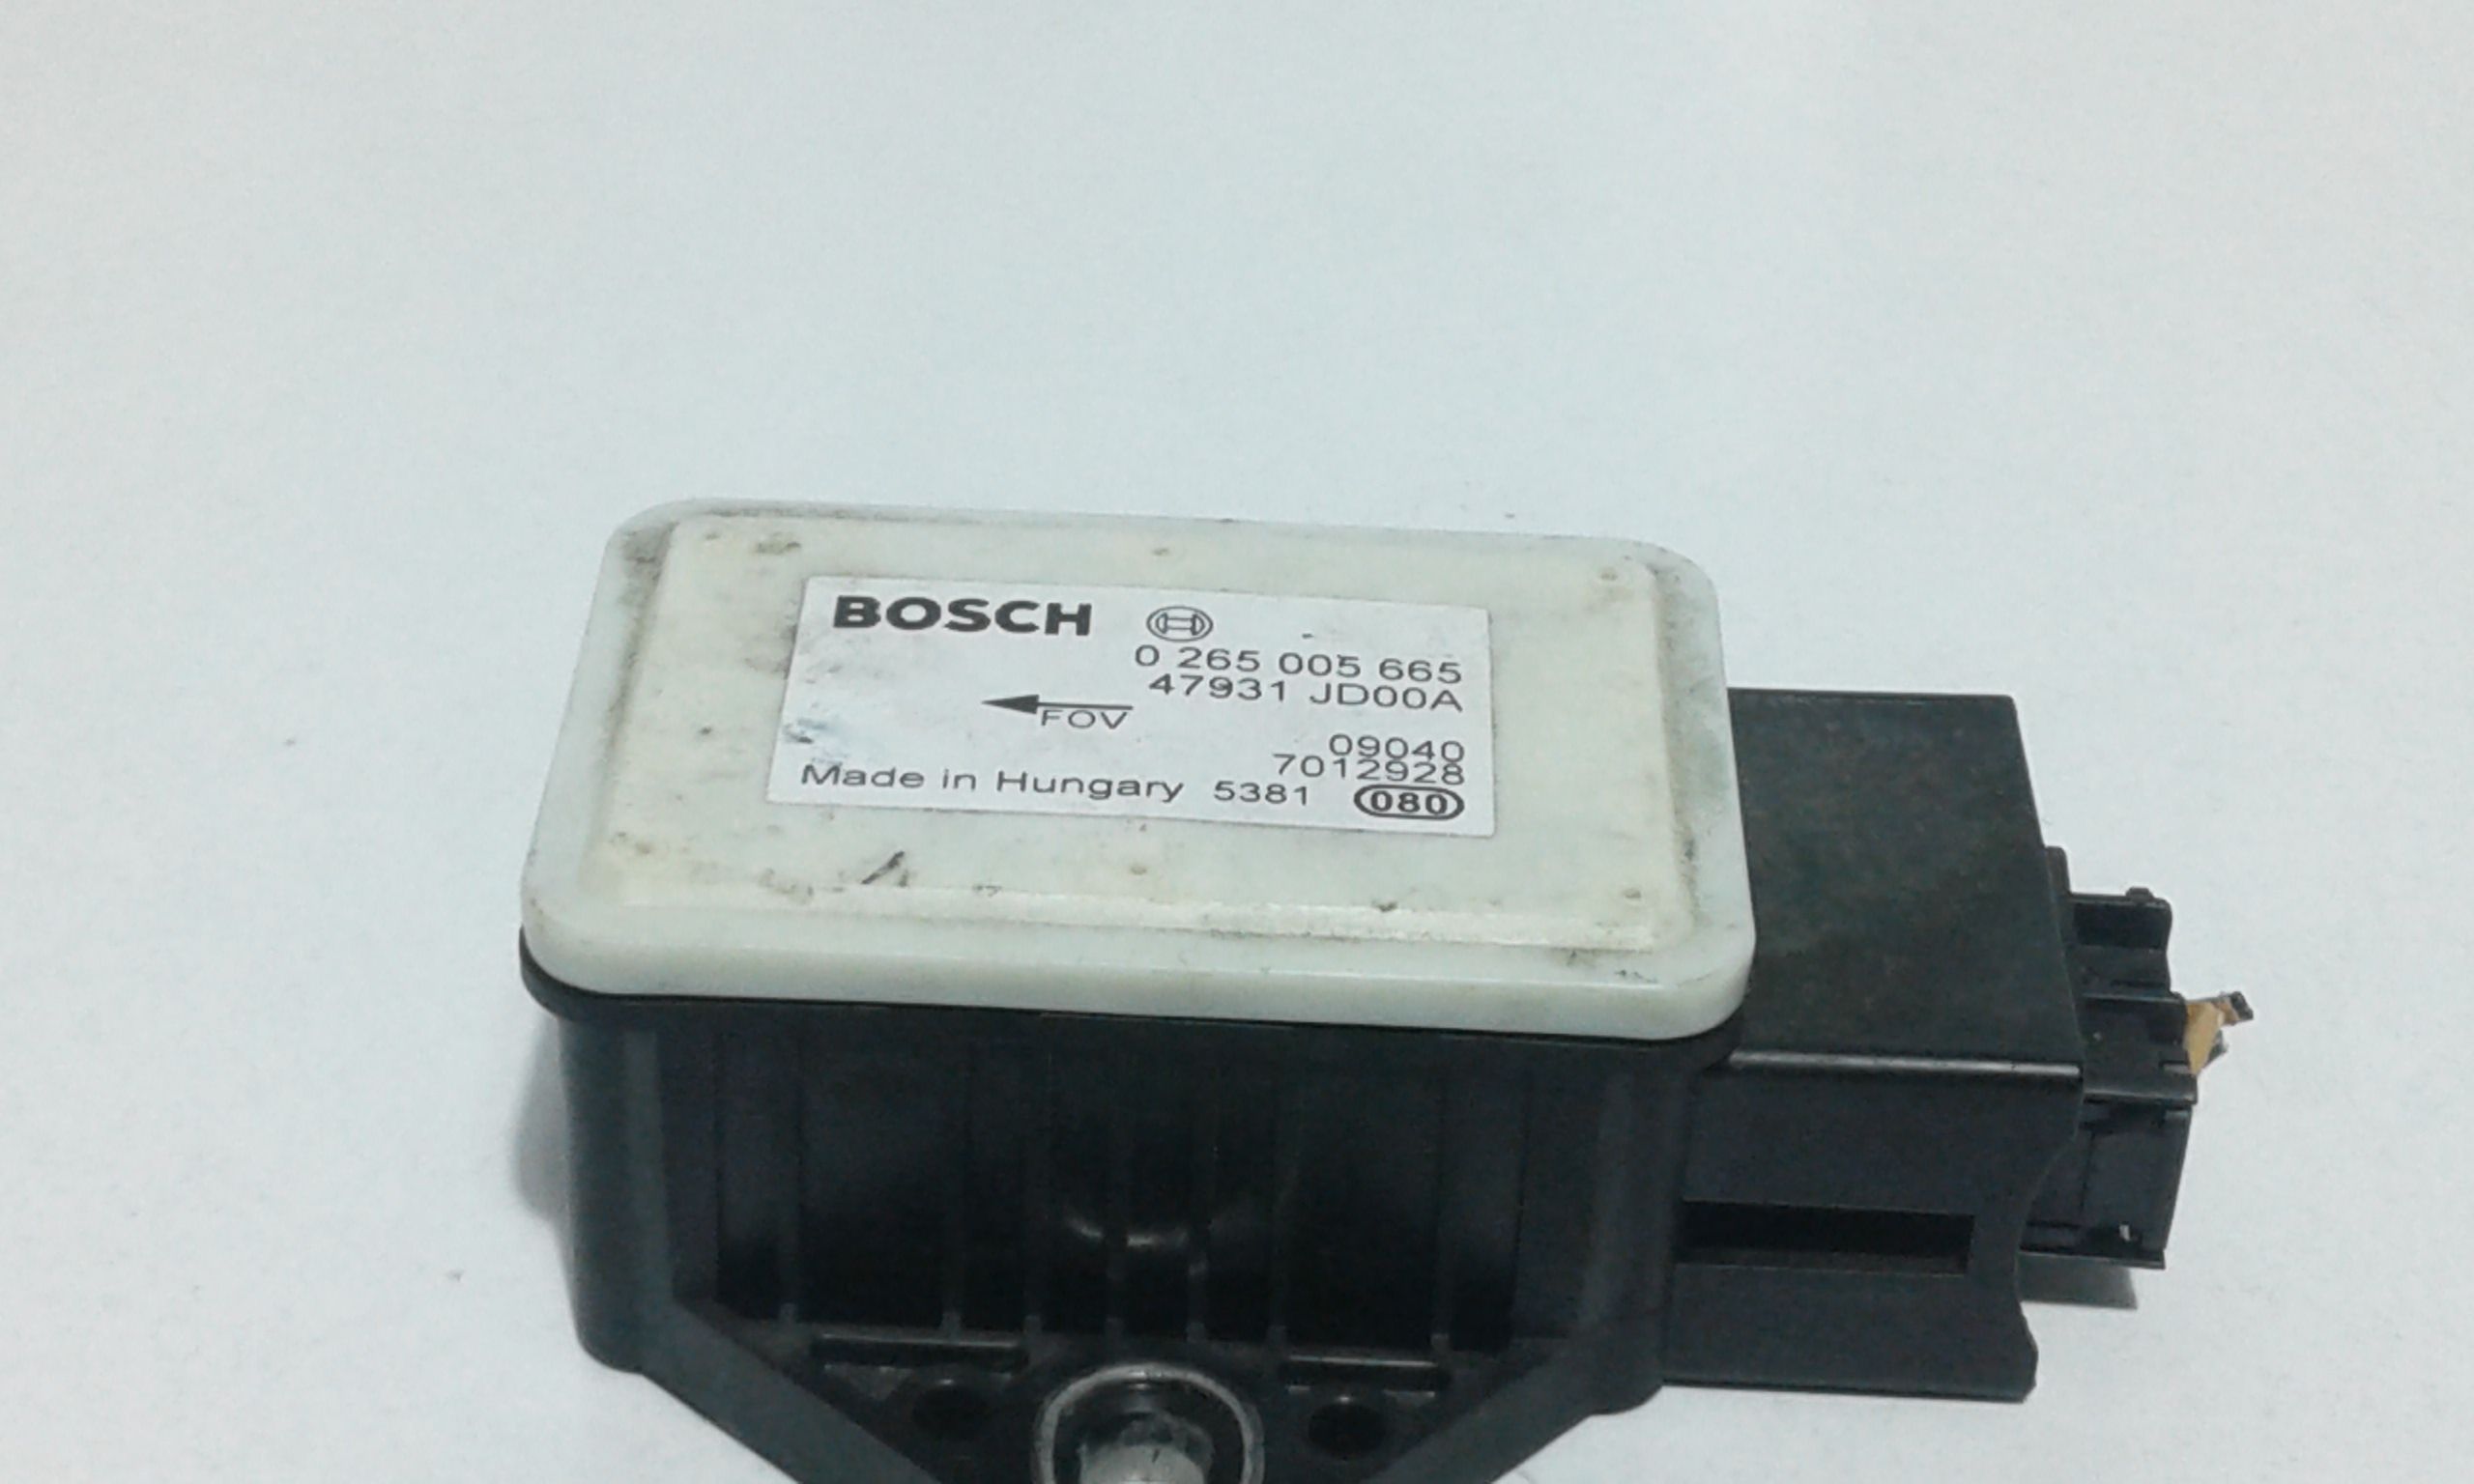 BOSCH
0 265 005 665
47931 JD00A
FOV
09040
7012928
Made in Hungary 5381 080